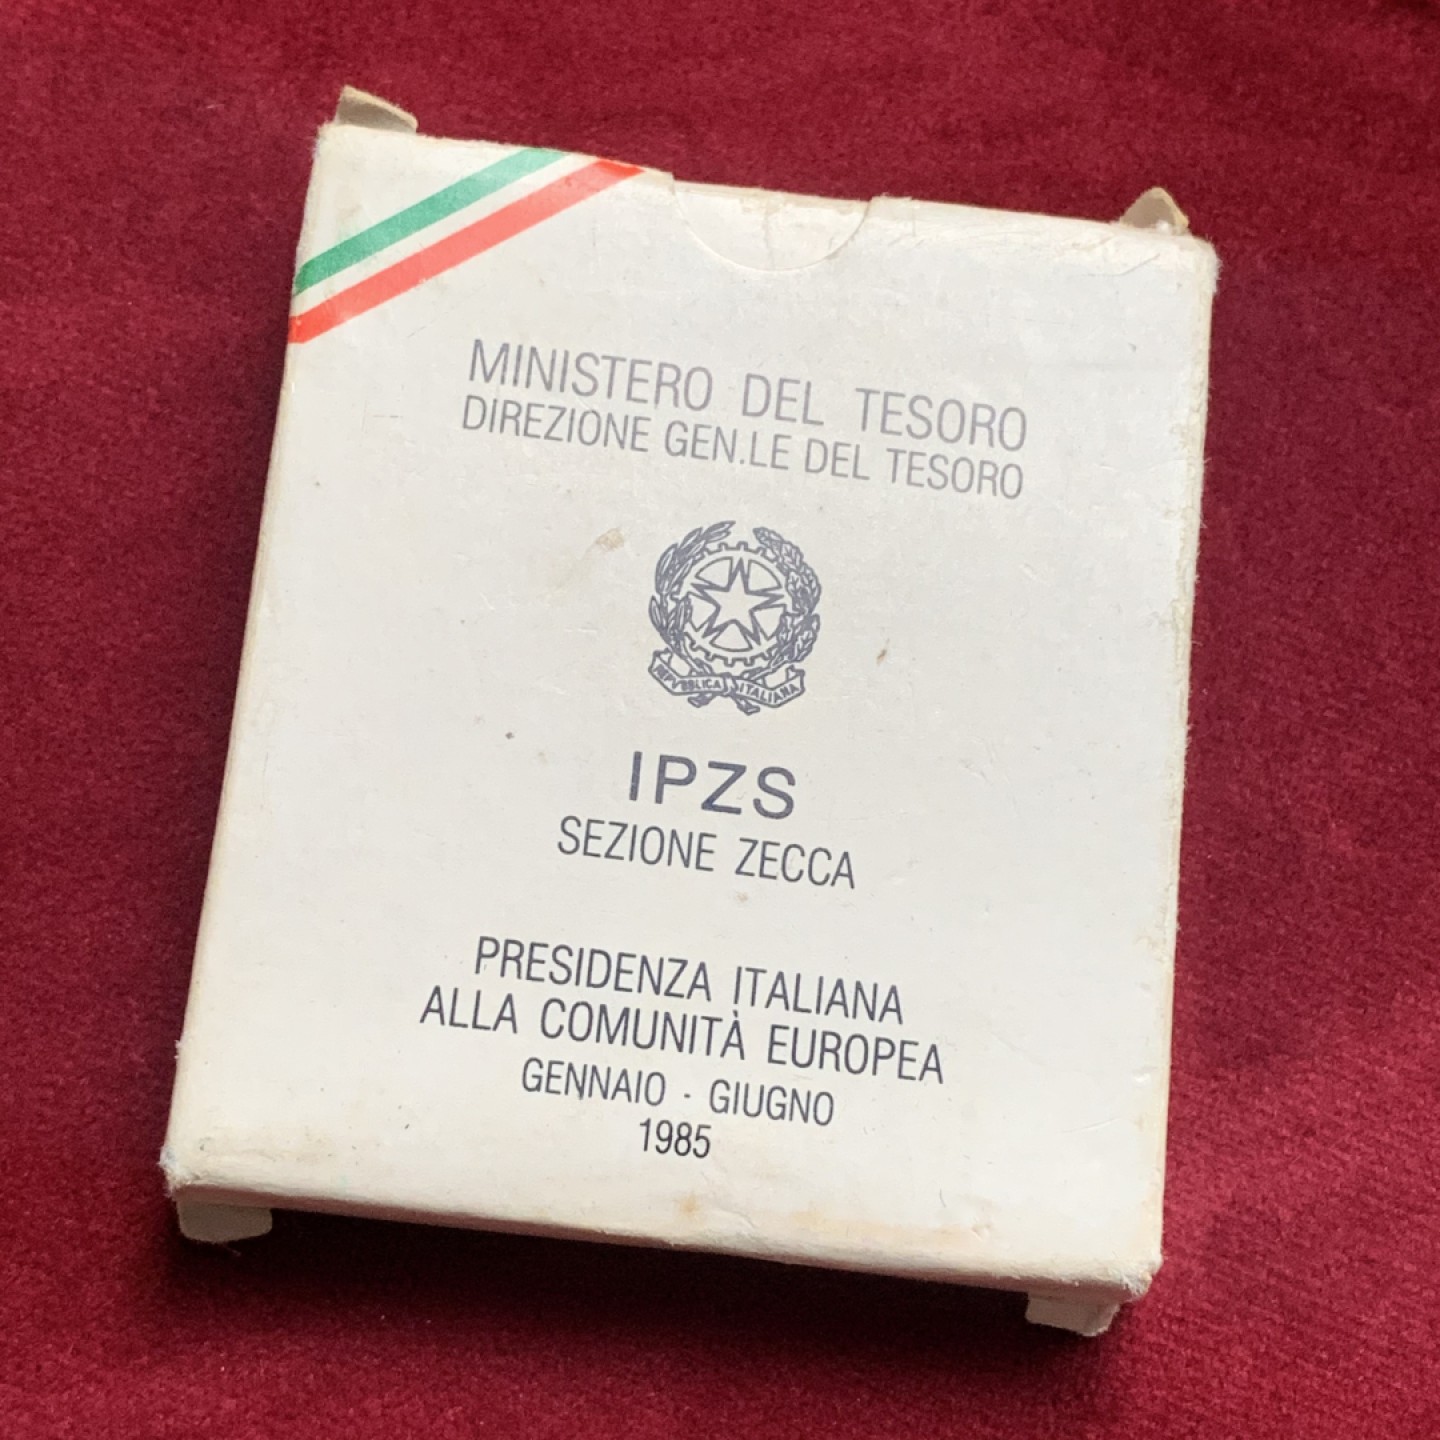 MINISTERO DEL TESORO
DIREZIONE GEN.LE DEL TESORO
REPVBBLICA ITALIANA
IPZS
SEZIONE ZECCA
PRESIDENZA ITALIANA
ALLA COMUNITÀ EUROPEA
GENNAIO - GIUGNO
1985